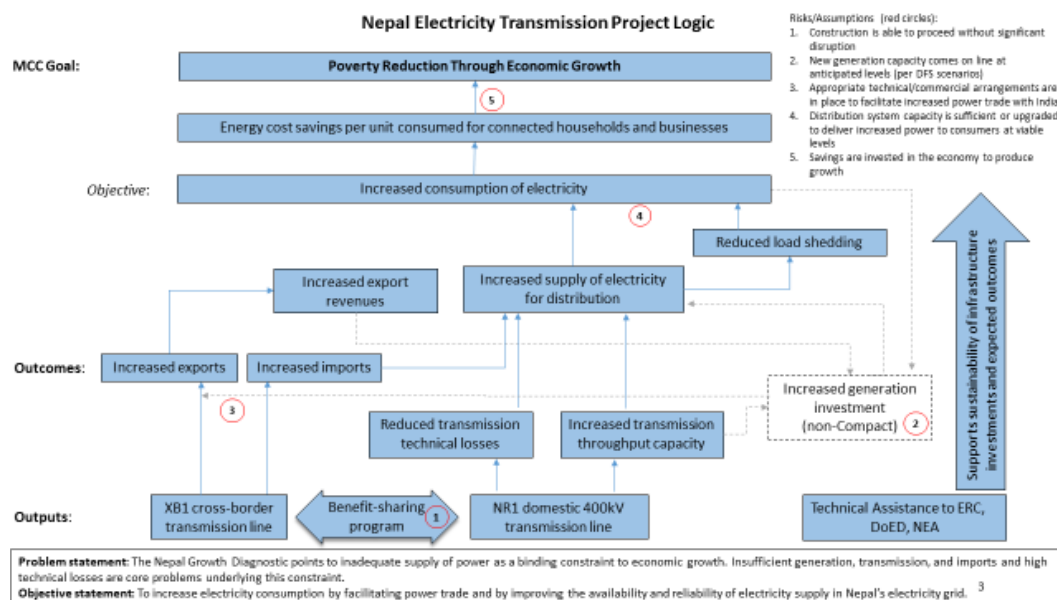 Nepal Electricity Transmission Project Logic
Risks/Assumptions (red circles):
1. Construction is able to proceed without significant
disruption
2. New generation capacity comes on line at
anticipated levels (per DFS scenarios)
3. Appropriate technical/commercial arrangements are
in place to facilitate increased power trade with India
4. Distribution system capacity is sufficient or upgraded
to deliver increased power to consumers at viable
levels
5. Savings are invested in the economy to produce
growth
MCC Goal:
Poverty Reduction Through Economic Growth
5
Energy cost savings per unit consumed for connected households and businesses
Objective:
Increased consumption of electricity
4
Reduced load shedding
Increased export
revenues
Increased supply of electricity
for distribution
Outcomes:
Increased exports
Increased imports
3
Reduced transmission
technical losses
Increased transmission
throughput capacity
Increased generation
investment
(non-Compact)
2
Supports sustainability of infrastructure
investments and expected outcomes
Outputs:
XB1 cross-border
transmission line
Benefit-sharing
program
1
NR1 domestic 400kV
transmission line
Technical Assistance to ERC,
DoED, NEA
Problem statement: The Nepal Growth Diagnostic points to inadequate supply of power as a binding constraint to economic growth. Insufficient generation, transmission, and imports and high
technical losses are core problems underlying this constraint.
Objective statement: To increase electricity consumption by facilitating power trade and by improving the availability and reliability of electricity supply in Nepal's electricity grid.
3